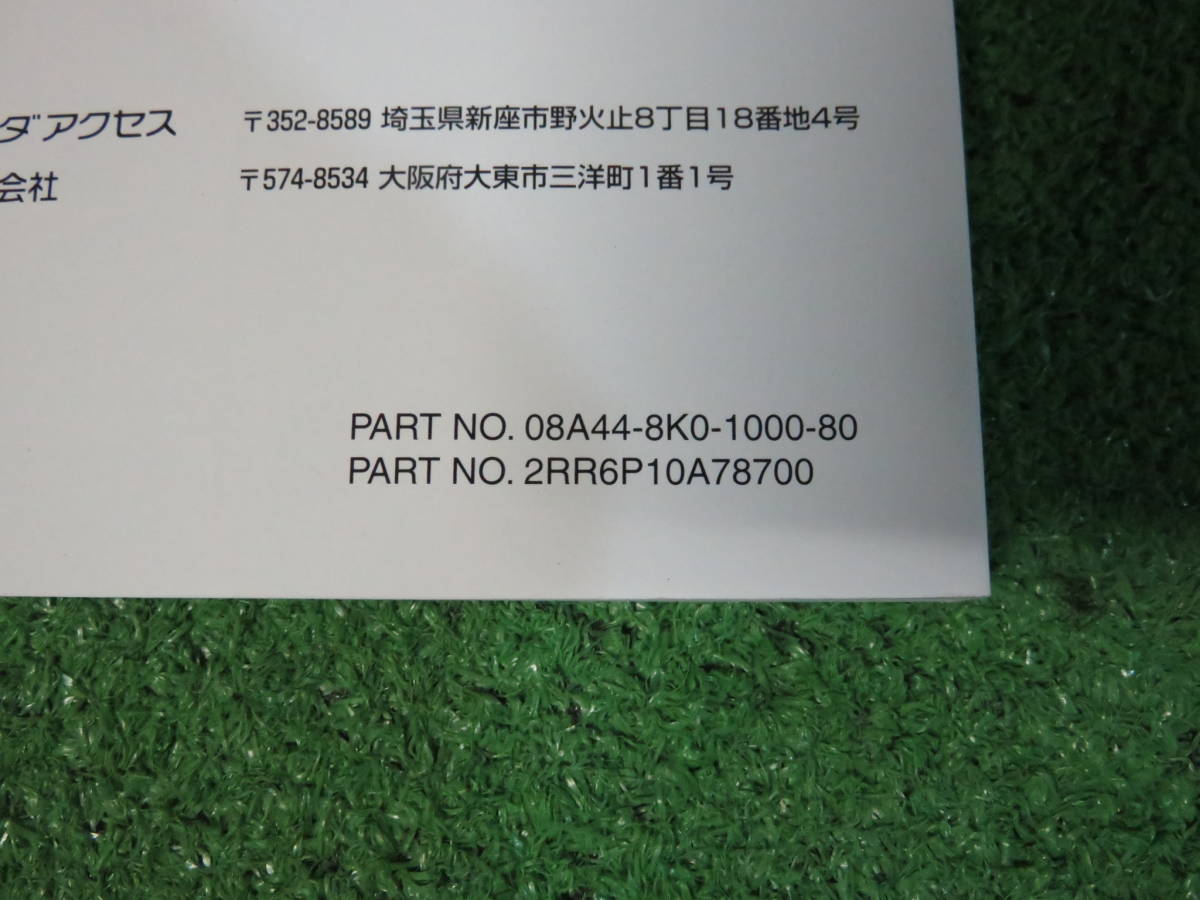 ダアクセス 〒352-8589 埼玉県新座市野火止8丁目18番地4号
会社 〒574-8534 大阪府大東市三洋町1番1号
PART NO. 08A44-8K0-1000-80
PART NO. 2RR6P10A78700